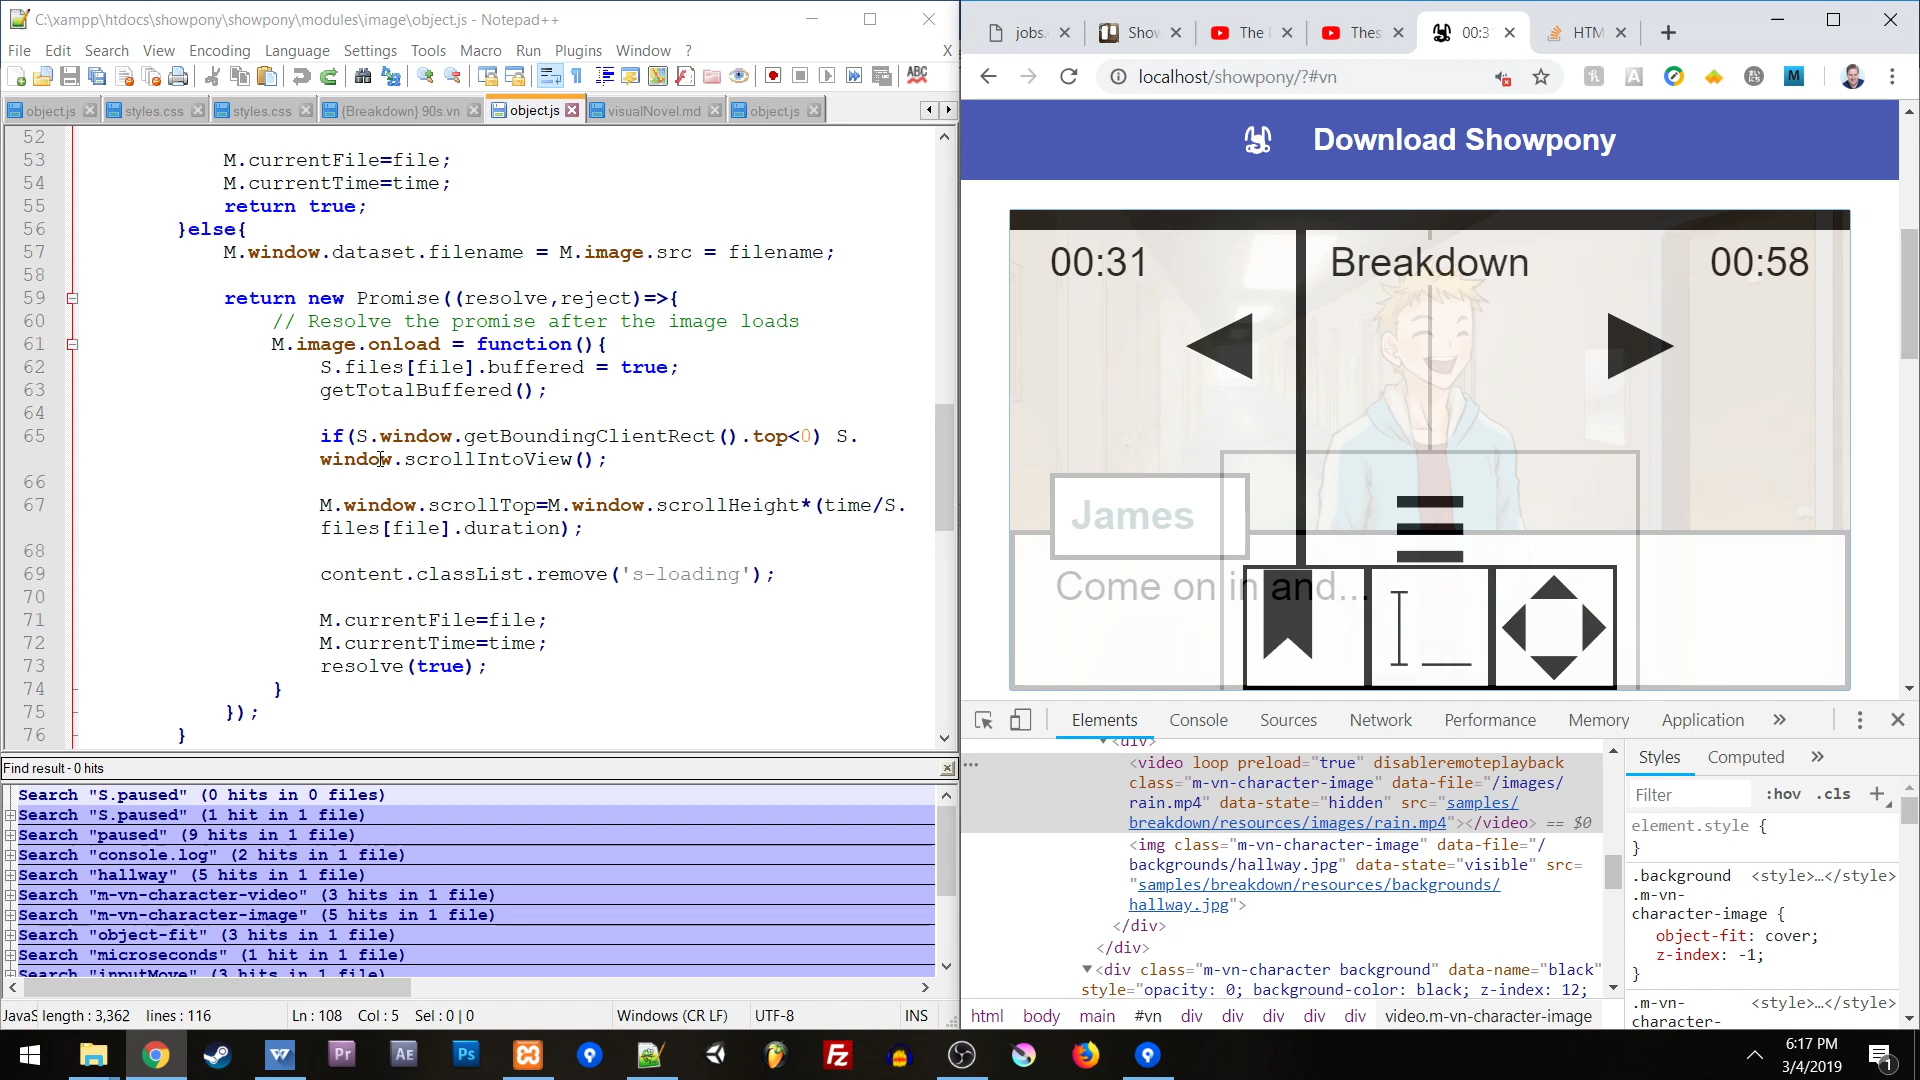 C:\xampp\htdocs\showpony\showpony\modules\image\object.js - Notepad++
File Edit Search View Encoding Language Settings Tools Macro Run Plugins Window ? X
object.js styles.css styles.css {Breakdown} 90s.vn object.js visualNovel.md object.js
52
53 M.currentFile=file;
54 M.currentTime=time;
55 return true;
56 }else{
57 M.window.dataset.filename = M.image.src = filename;
58
59 return new Promise((resolve,reject)=>{
60 // Resolve the promise after the image loads
61 M.image.onload = function(){
62 S.files[file].buffered = true;
63 getTotalBuffered();
64
65 if(S.window.getBoundingClientRect().top<0) S.
window.scrollIntoView();
66
67 M.window.scrollTop=M.window.scrollHeight*(time/S.
files[file].duration);
68
69 content.classList.remove('s-loading');
70
71 M.currentFile=file;
72 M.currentTime=time;
73 resolve(true);
74 }
75 });
76 }
Find result - 0 hits
Search "S.paused" (0 hits in 0 files)
Search "S.paused" (1 hit in 1 file)
Search "paused" (9 hits in 1 file)
Search "console.log" (2 hits in 1 file)
Search "hallway" (5 hits in 1 file)
Search "m-vn-character-video" (3 hits in 1 file)
Search "m-vn-character-image" (5 hits in 1 file)
Search "object-fit" (3 hits in 1 file)
Search "microseconds" (1 hit in 1 file)
Search "inputMove" (3 hits in 1 file)
JavaS length : 3,362 lines : 116 Ln : 108 Col : 5 Sel : 0 | 0 Windows (CR LF) UTF-8 INS
jobs. Show The Thes 00:3 HTM
localhost/showpony/?#vn
Download Showpony
00:31 Breakdown 00:58
James
Come on in and...
Elements Console Sources Network Performance Memory Application
<div>
<video loop preload="true" disableremoteplayback
class="m-vn-character-image" data-file="/images/
rain.mp4" data-state="hidden" src="samples/
breakdown/resources/images/rain.mp4"></video> == $0
<img class="m-vn-character-image" data-file="/
backgrounds/hallway.jpg" data-state="visible" src=
"samples/breakdown/resources/backgrounds/
hallway.jpg">
</div>
</div>
<div class="m-vn-character background" data-name="black"
style="opacity: 0; background-color: black; z-index: 12;
html body main #vn div div div div div video.m-vn-character-image
Styles Computed
Filter :hov .cls +
element.style {
}
.background <style>…</style>
.m-vn-
character-image {
object-fit: cover;
z-index: -1;
}
.m-vn- <style>…</style>
character-
6:17 PM
3/4/2019
1